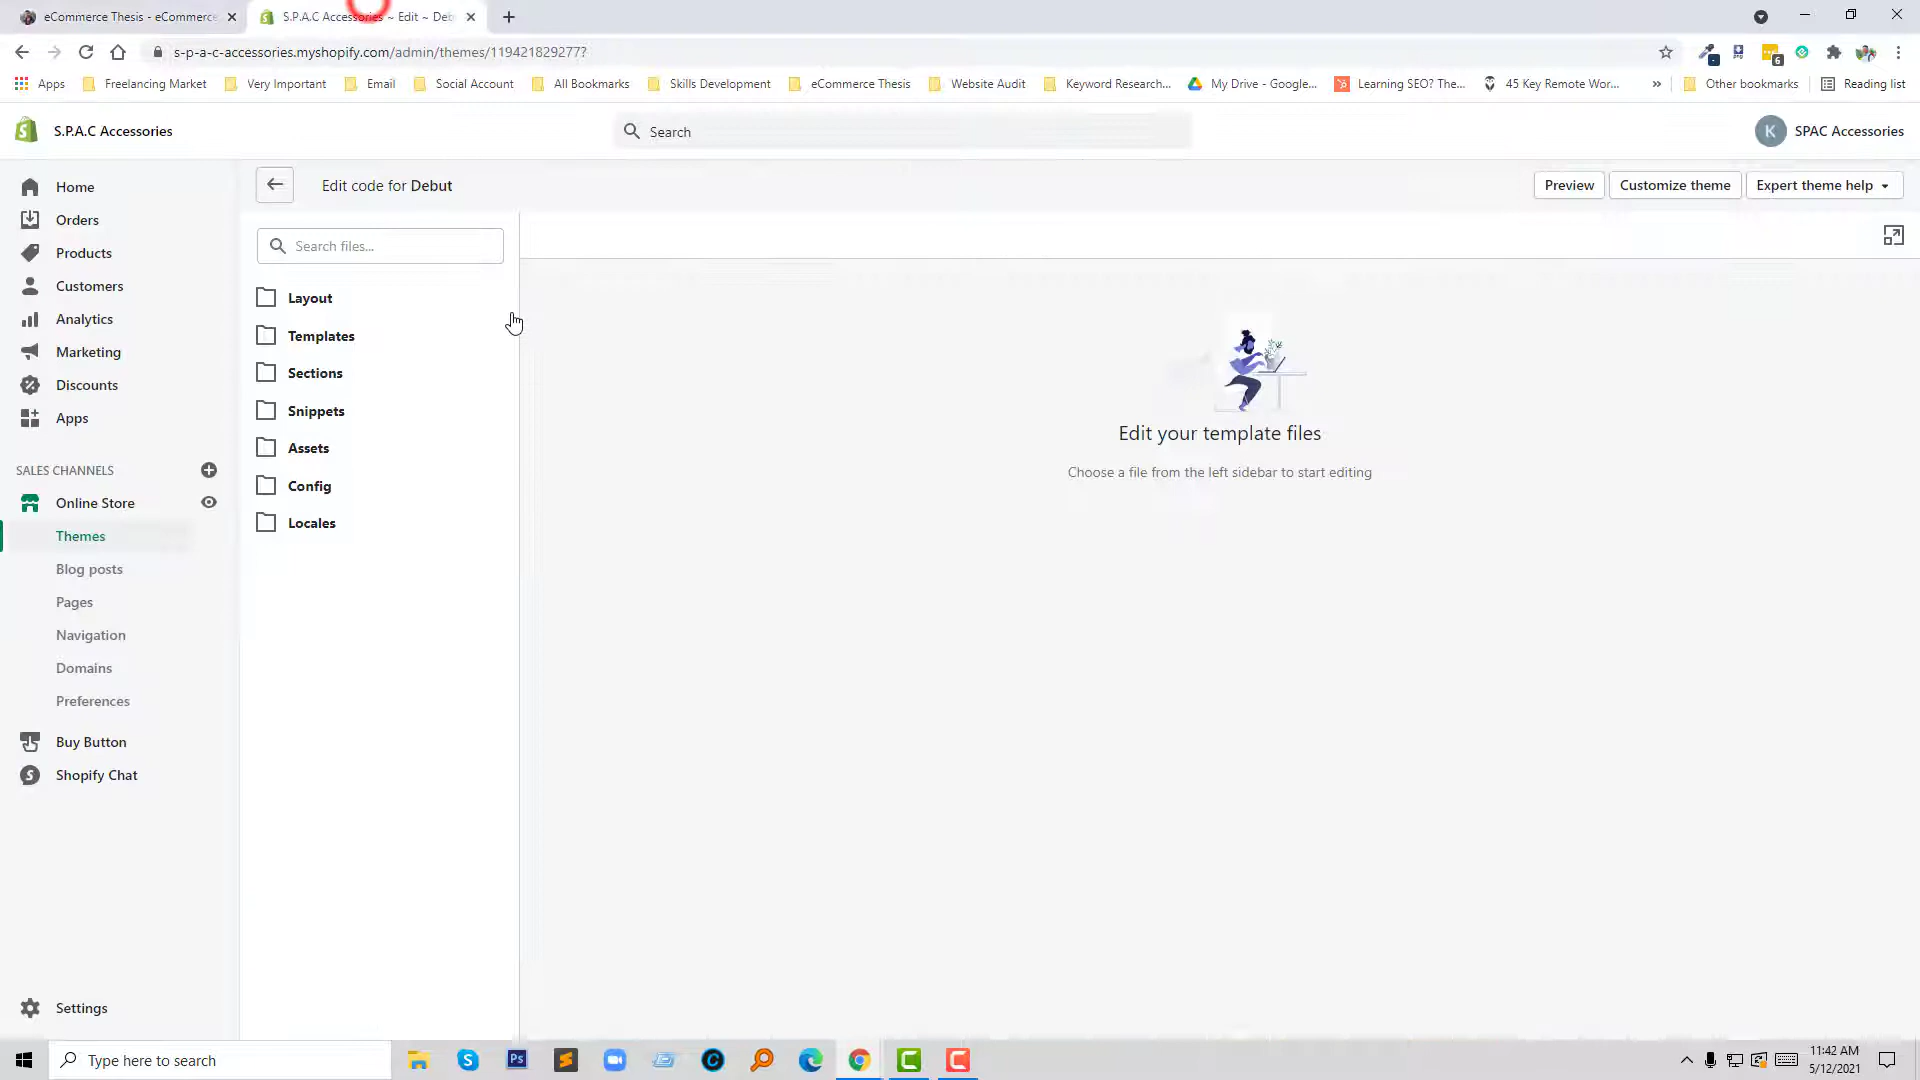 eCommerce Thesis - eCommerce
S.P.A.C Accessories ~ Edit ~ Deb
s-p-a-c-accessories.myshopify.com/admin/themes/119421829277?
6
Apps
Freelancing Market
Very Important
Email
Social Account
All Bookmarks
Skills Development
eCommerce Thesis
Website Audit
Keyword Research...
My Drive - Google...
Learning SEO? The...
45 Key Remote Wor...
»
Other bookmarks
Reading list
S.P.A.C Accessories
Search
K
SPAC Accessories
Home
Orders
Products
Customers
Analytics
Marketing
Discounts
Apps
SALES CHANNELS
Online Store
Themes
Blog posts
Pages
Navigation
Domains
Preferences
Buy Button
Shopify Chat
Settings
Edit code for Debut
Preview
Customize theme
Expert theme help
Search files...
Layout
Templates
Sections
Snippets
Assets
Config
Locales
Edit your template files
Choose a file from the left sidebar to start editing
Type here to search
Ps
11:42 AM
5/12/2021